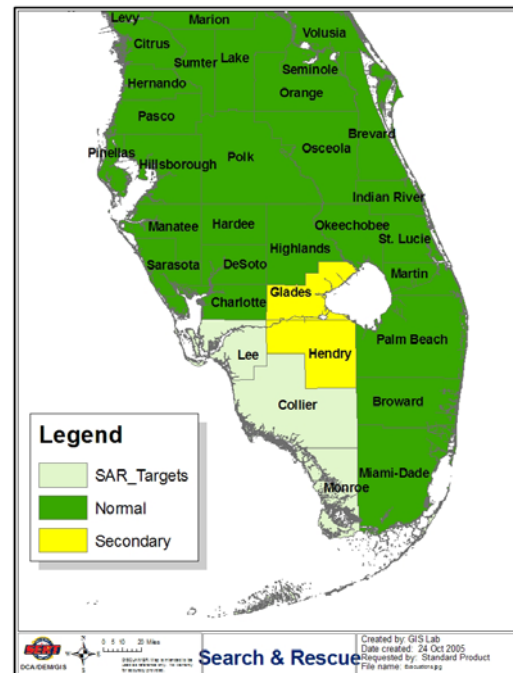 Levy
Marion
Volusia
Citrus
Sumter
Lake
Seminole
Hernando
Orange
Pasco
Brevard
Pinellas
Hillsborough
Polk
Osceola
Indian River
Manatee
Hardee
Okeechobee
St. Lucie
Highlands
Sarasota
DeSoto
Martin
Charlotte
Glades
Palm Beach
Lee
Hendry
Collier
Broward
Miami-Dade
Monroe
Legend
SAR_Targets
Normal
Secondary
DCA/DEM/GIS
0 5 10 20 Miles
Search & Rescue
Created by: GIS Lab
Date created: 24 Oct 2005
Requested by: Standard Product